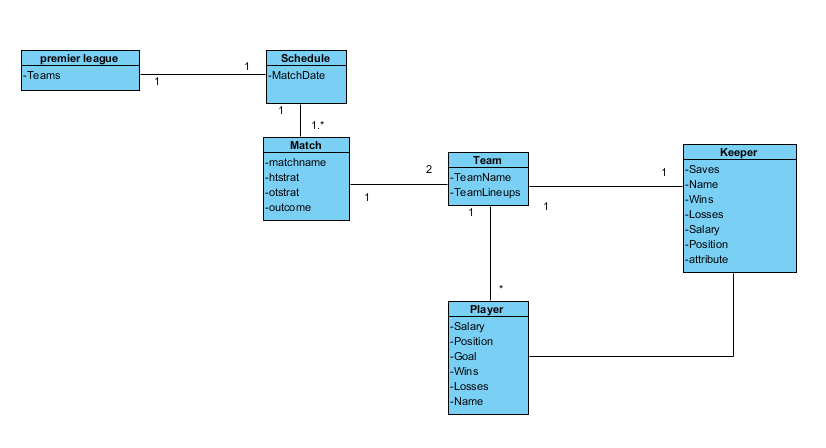 premier league
-Teams
1
1
Schedule
-MatchDate
1
1.*
Match
-matchname
-htstrat
-otstrat
-outcome
1
2
Team
-TeamName
-TeamLineups
1
1
1
*
Keeper
-Saves
-Name
-Wins
-Losses
-Salary
-Position
-attribute
Player
-Salary
-Position
-Goal
-Wins
-Losses
-Name